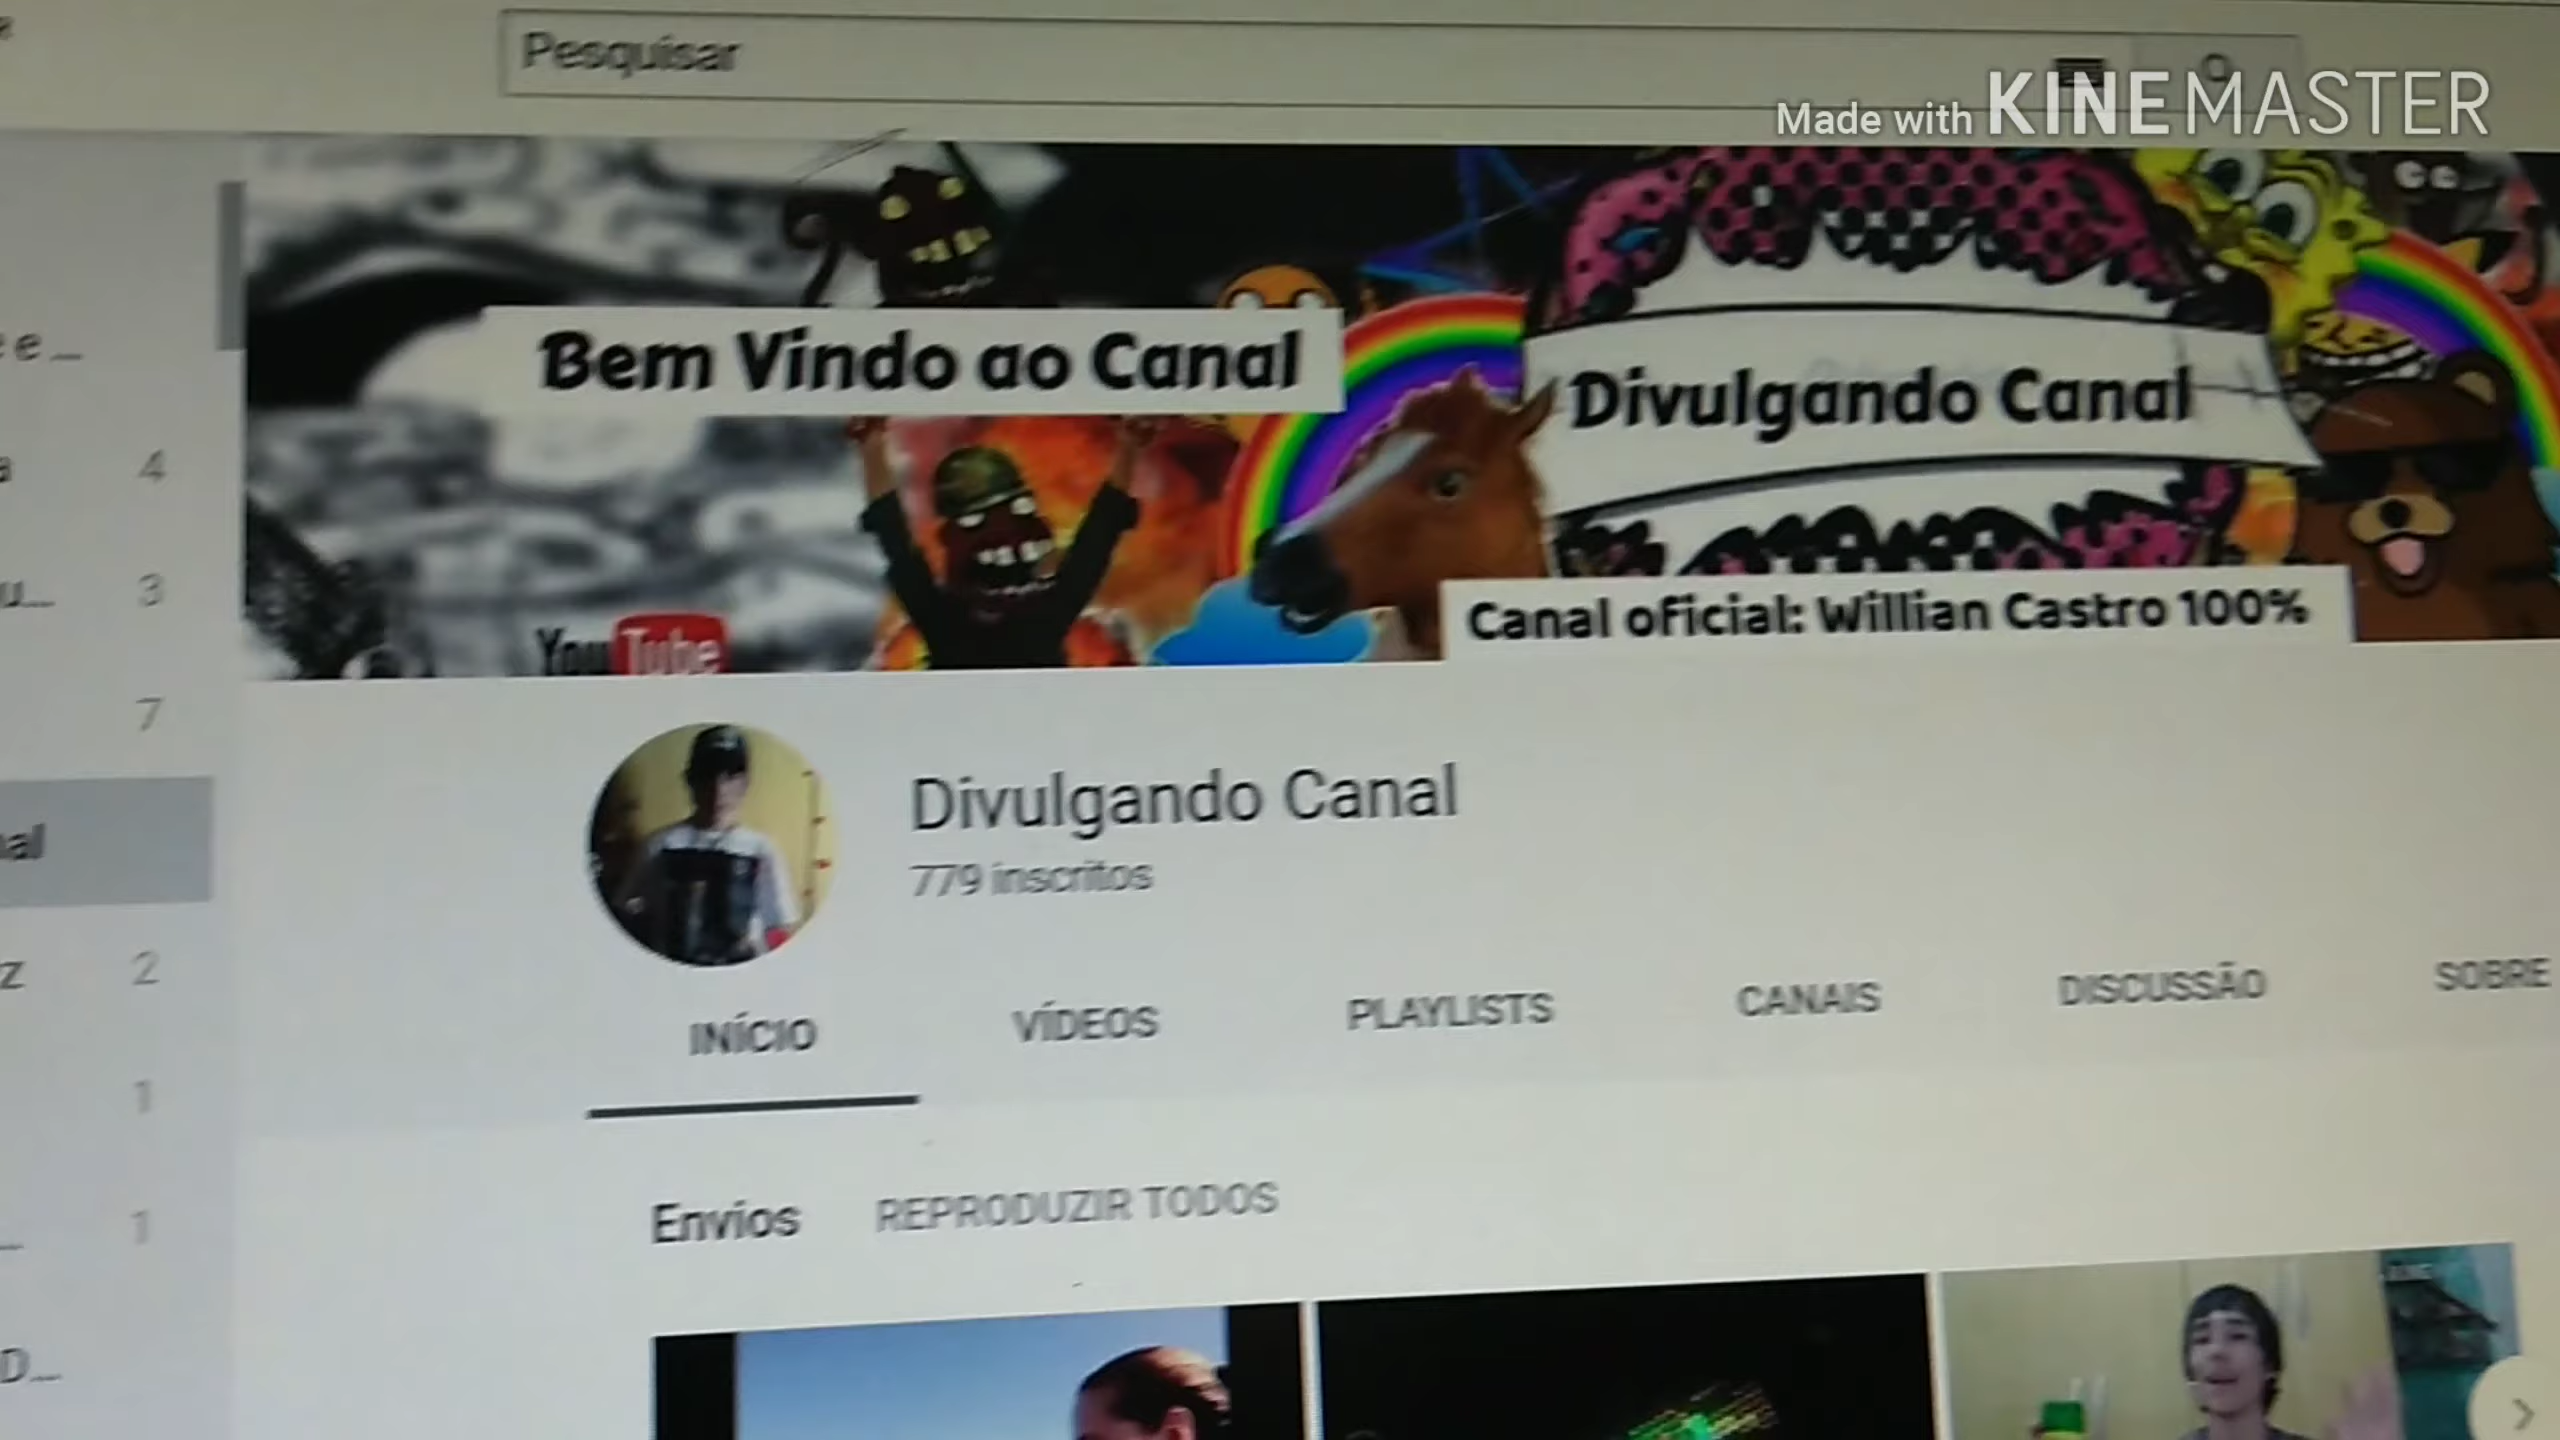 Pesquisar
Made with KINEMASTER
Bem Vindo ao Canal
Divulgando Canal
Canal oficial: Willian Castro 100%
YouTube
Divulgando Canal
779 inscritos
INÍCIO VÍDEOS PLAYLISTS CANAIS DISCUSSÃO SOBRE
Envios REPRODUZIR TODOS
4
3
7
2
1
1